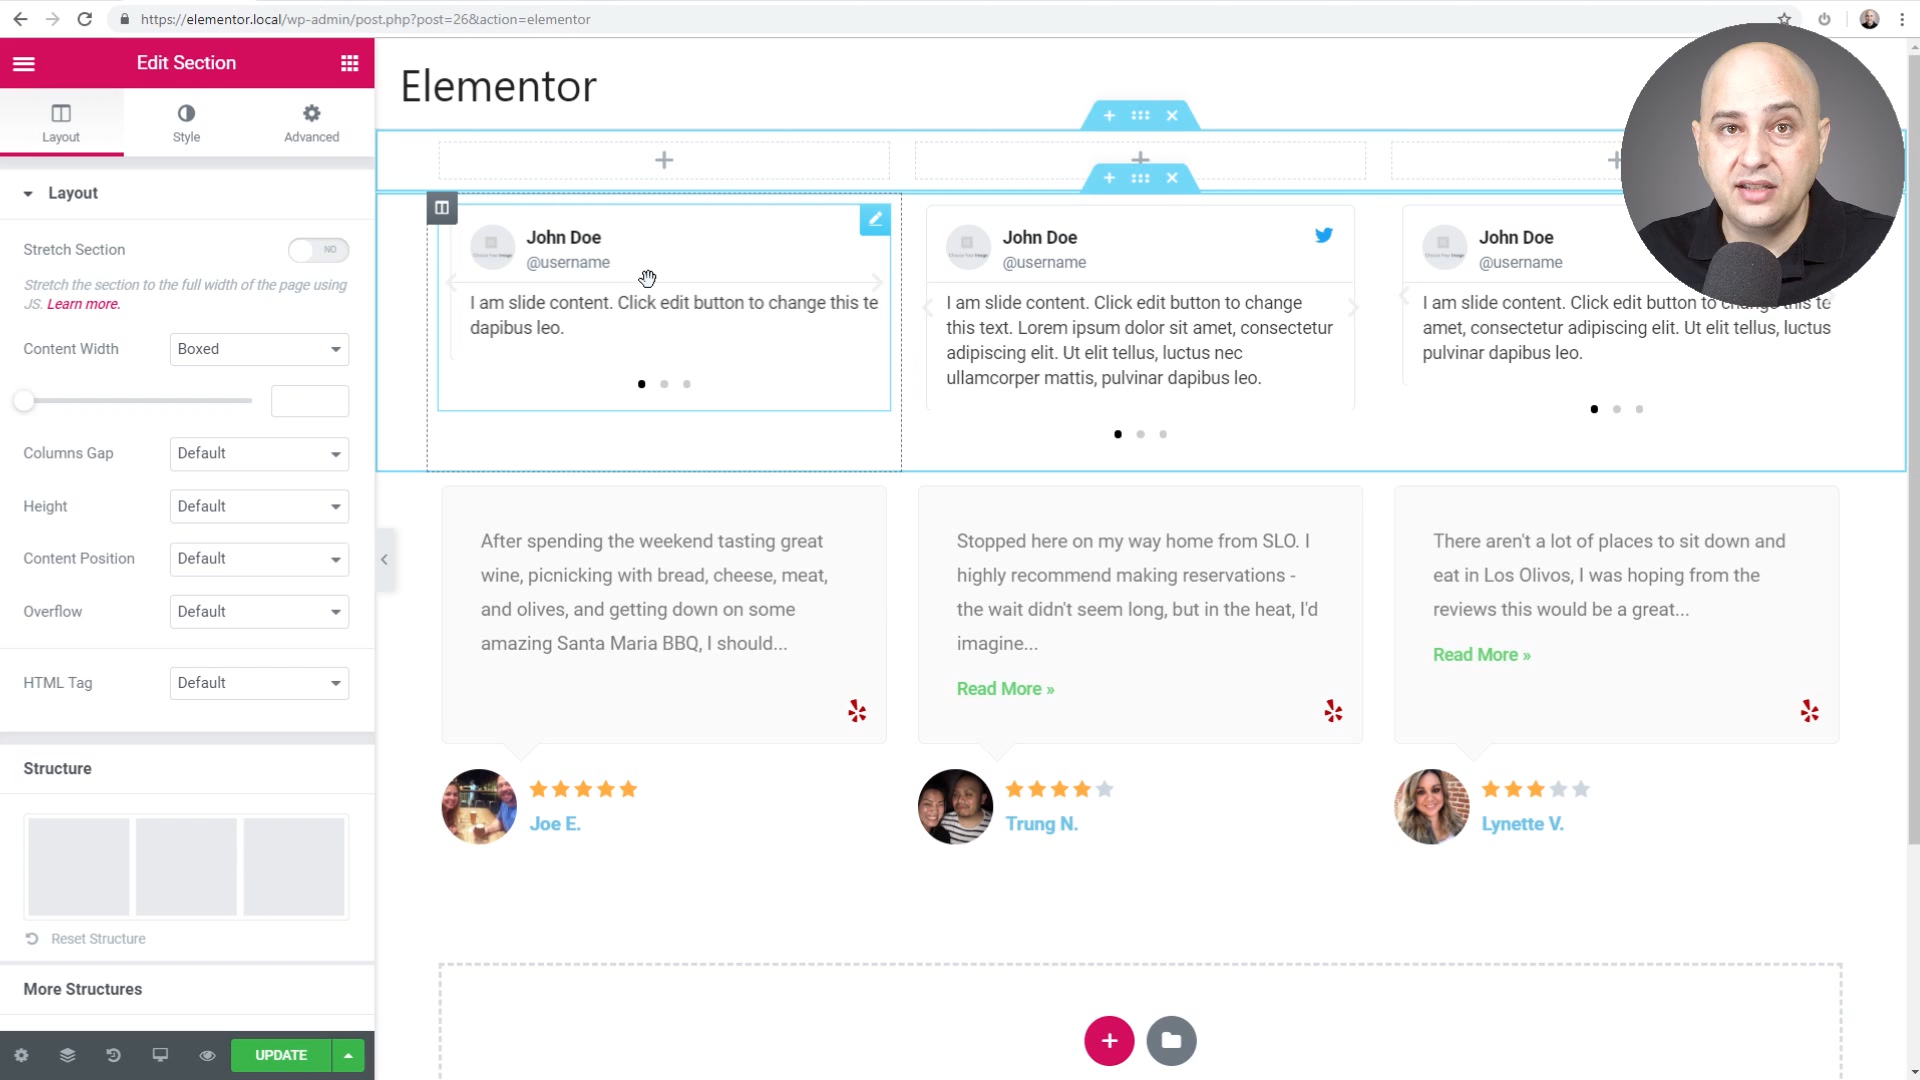 https://elementor.local/wp-admin/post.php?post=26&action=elementor
Edit Section
Layout
Style
Advanced
Layout
Stretch Section
NO
Stretch the section to the full width of the page using
JS. Learn more.
Content Width
Boxed
Columns Gap
Default
Height
Default
Content Position
Default
Overflow
Default
HTML Tag
Default
Structure
Reset Structure
More Structures
UPDATE
Elementor
John Doe
@username
I am slide content. Click edit button to change this te
dapibus leo.
John Doe
@username
I am slide content. Click edit button to change
this text. Lorem ipsum dolor sit amet, consectetur
adipiscing elit. Ut elit tellus, luctus nec
ullamcorper mattis, pulvinar dapibus leo.
John Doe
@username
I am slide content. Click edit button to change this te
amet, consectetur adipiscing elit. Ut elit tellus, luctus
pulvinar dapibus leo.
After spending the weekend tasting great
wine, picnicking with bread, cheese, meat,
and olives, and getting down on some
amazing Santa Maria BBQ, I should...
Joe E.
Stopped here on my way home from SLO. I
highly recommend making reservations -
the wait didn't seem long, but in the heat, I'd
imagine...
Read More »
Trung N.
There aren't a lot of places to sit down and
eat in Los Olivos, I was hoping from the
reviews this would be a great...
Read More »
Lynette V.